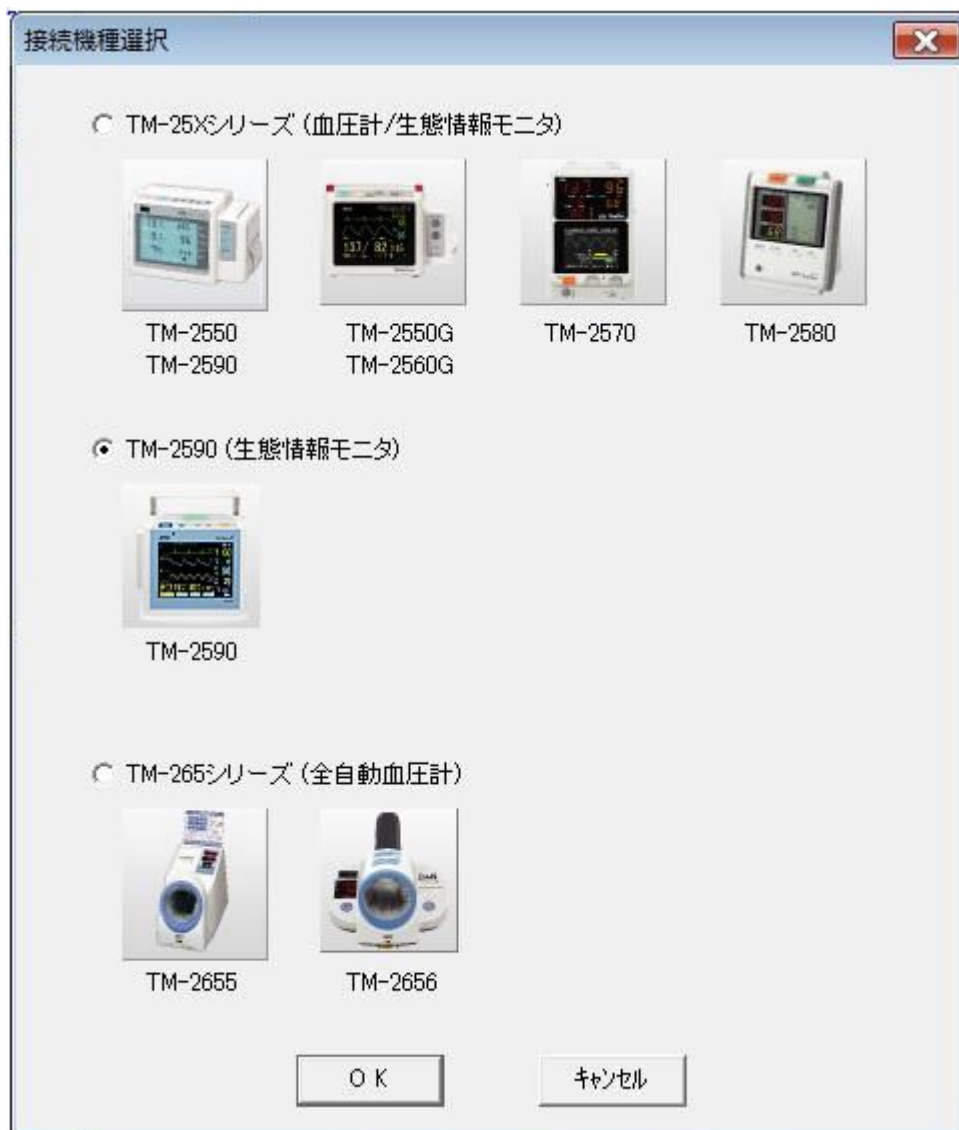 接続機種選択
TM-25Xシリーズ (血圧計/生態情報モニタ)
TM-2550 TM-2550G TM-2570 TM-2580
TM-2590 TM-2560G
TM-2590 (生態情報モニタ)
TM-2590
TM-265シリーズ (全自動血圧計)
TM-2655 TM-2656
OK キャンセル